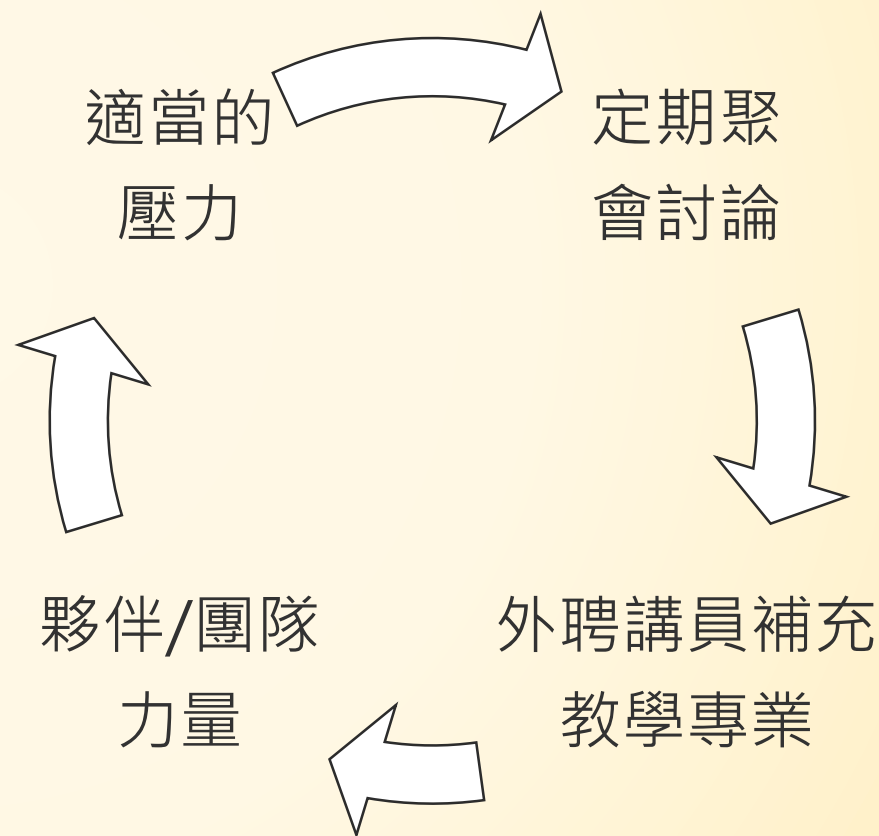 適當的
壓力
定期聚
會討論
外聘講員補充
教學專業
夥伴/團隊
力量